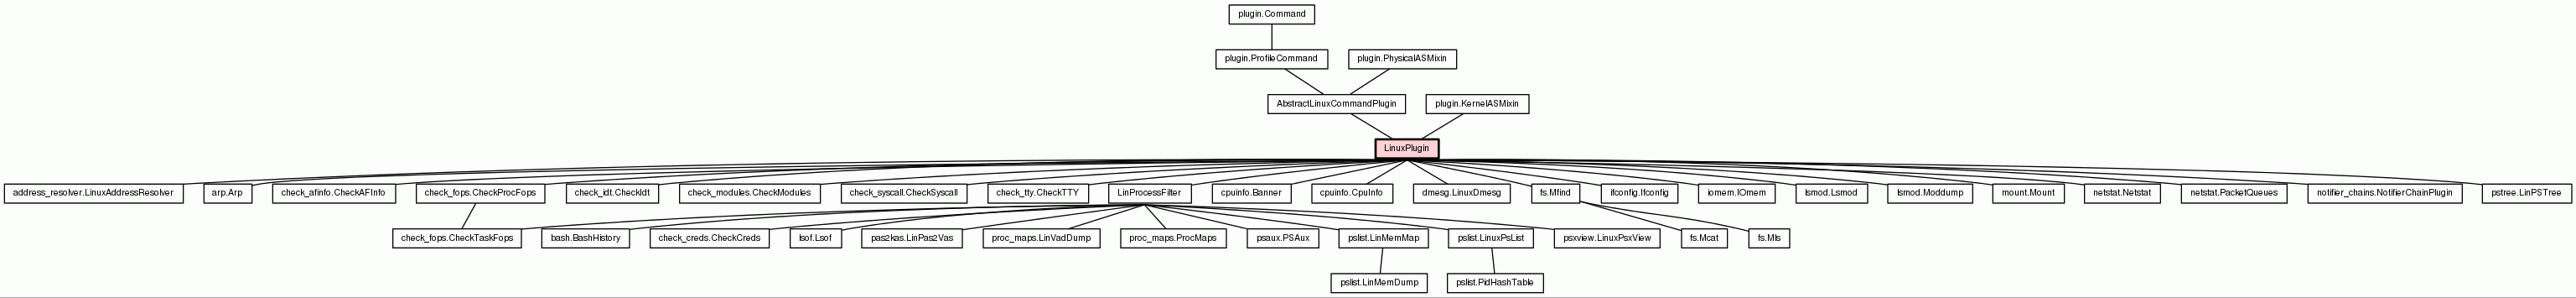 plugin.Command
plugin.ProfileCommand
plugin.PhysicalASMixin
AbstractLinuxCommandPlugin
plugin.KernelASMixin
LinuxPlugin
address_resolver.LinuxAddressResolver
arp.Arp
check_afinfo.CheckAFInfo
check_fops.CheckProcFops
check_idt.CheckIdt
check_modules.CheckModules
check_syscall.CheckSyscall
check_tty.CheckTTY
LinProcessFilter
cpuinfo.Banner
cpuinfo.CpuInfo
dmesg.LinuxDmesg
fs.Mfind
ifconfig.Ifconfig
iomem.IOmem
lsmod.Lsmod
lsmod.Moddump
mount.Mount
netstat.Netstat
netstat.PacketQueues
notifier_chains.NotifierChainPlugin
pstree.LinPSTree
check_fops.CheckTaskFops
bash.BashHistory
check_creds.CheckCreds
lsof.Lsof
pas2kas.LinPas2Vas
proc_maps.LinVadDump
proc_maps.ProcMaps
psaux.PSAux
pslist.LinMemMap
pslist.LinuxPsList
psxview.LinuxPsxView
fs.Mcat
fs.Mls
pslist.LinMemDump
pslist.PidHashTable